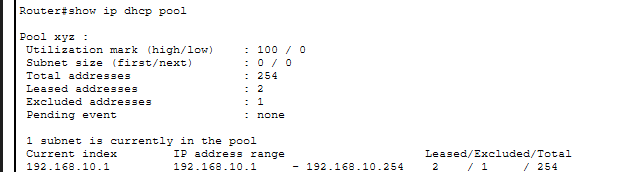 Router#show ip dhcp pool
Pool xyz :
Utilization mark (high/low) : 100 / 0
Subnet size (first/next) : 0 / 0
Total addresses : 254
Leased addresses : 2
Excluded addresses : 1
Pending event : none
1 subnet is currently in the pool
Current index IP address range Leased/Excluded/Total
192.168.10.1 192.168.10.1 - 192.168.10.254 2 / 1 / 254